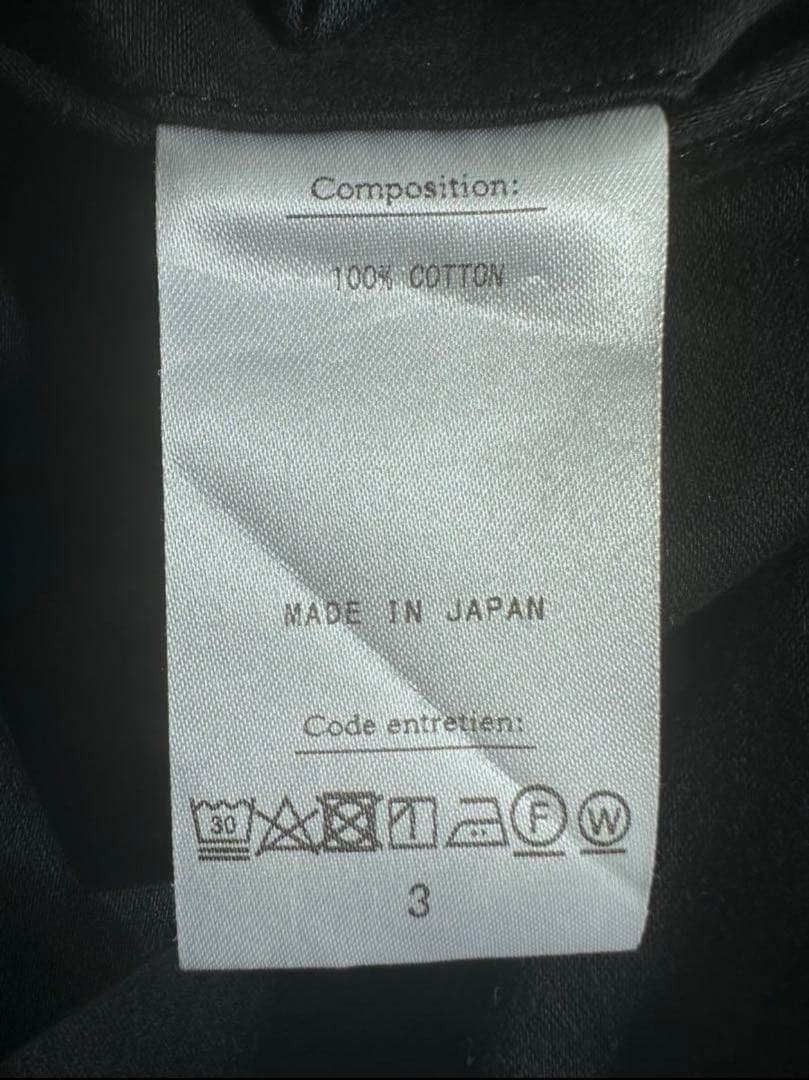 Composition:
100% COTTON
MADE IN JAPAN
Code entretien:
30 F W
3